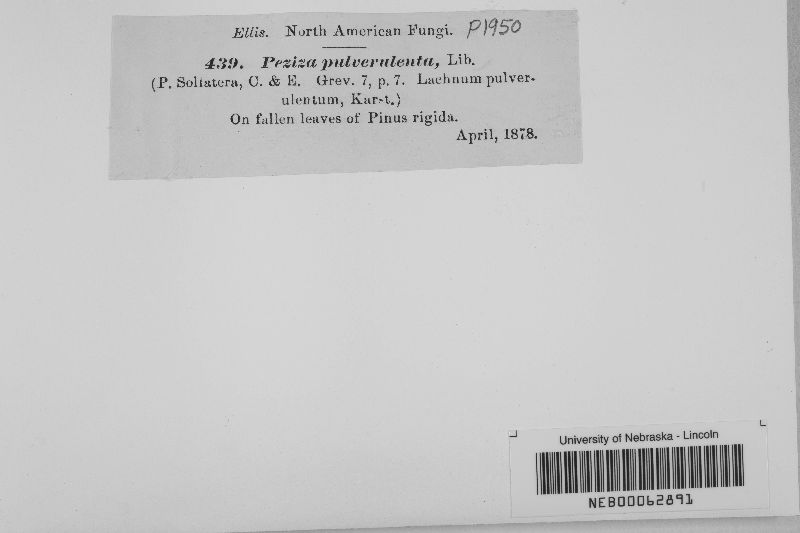 Ellis. North American Fungi. P1950
439. Peziza pulverulenta, Lib.
(P. Solfatera, C. & E. Grev. 7, p. 7. Lachnum pulver-
ulentum, Karst.)
On fallen leaves of Pinus rigida.
April, 1878.
University of Nebraska - Lincoln
NEB00062891